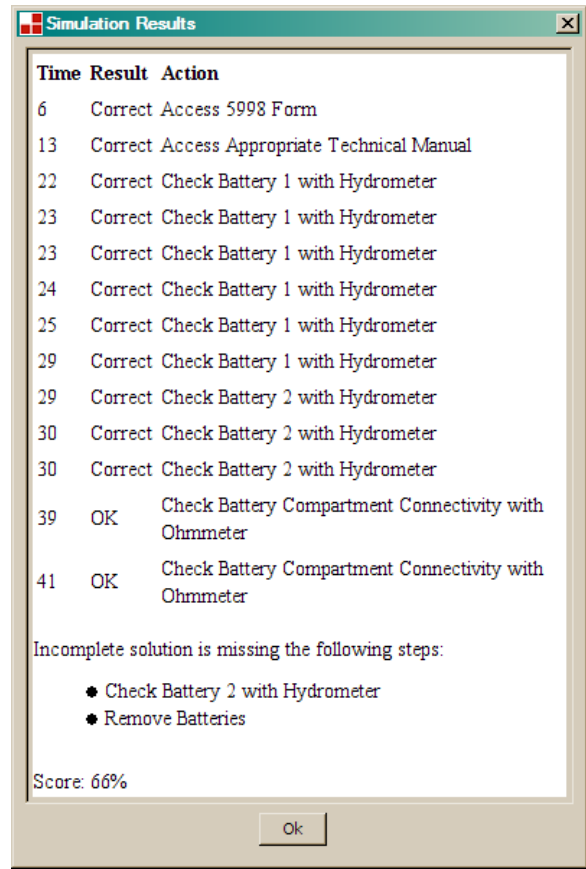 Simulation Results
Time Result Action
6 Correct Access 5998 Form
13 Correct Access Appropriate Technical Manual
22 Correct Check Battery 1 with Hydrometer
23 Correct Check Battery 1 with Hydrometer
23 Correct Check Battery 1 with Hydrometer
24 Correct Check Battery 1 with Hydrometer
25 Correct Check Battery 1 with Hydrometer
29 Correct Check Battery 1 with Hydrometer
29 Correct Check Battery 2 with Hydrometer
30 Correct Check Battery 2 with Hydrometer
30 Correct Check Battery 2 with Hydrometer
39 OK Check Battery Compartment Connectivity with
Ohmmeter
41 OK Check Battery Compartment Connectivity with
Ohmmeter
Incomplete solution is missing the following steps:
● Check Battery 2 with Hydrometer
● Remove Batteries
Score: 66%
Ok